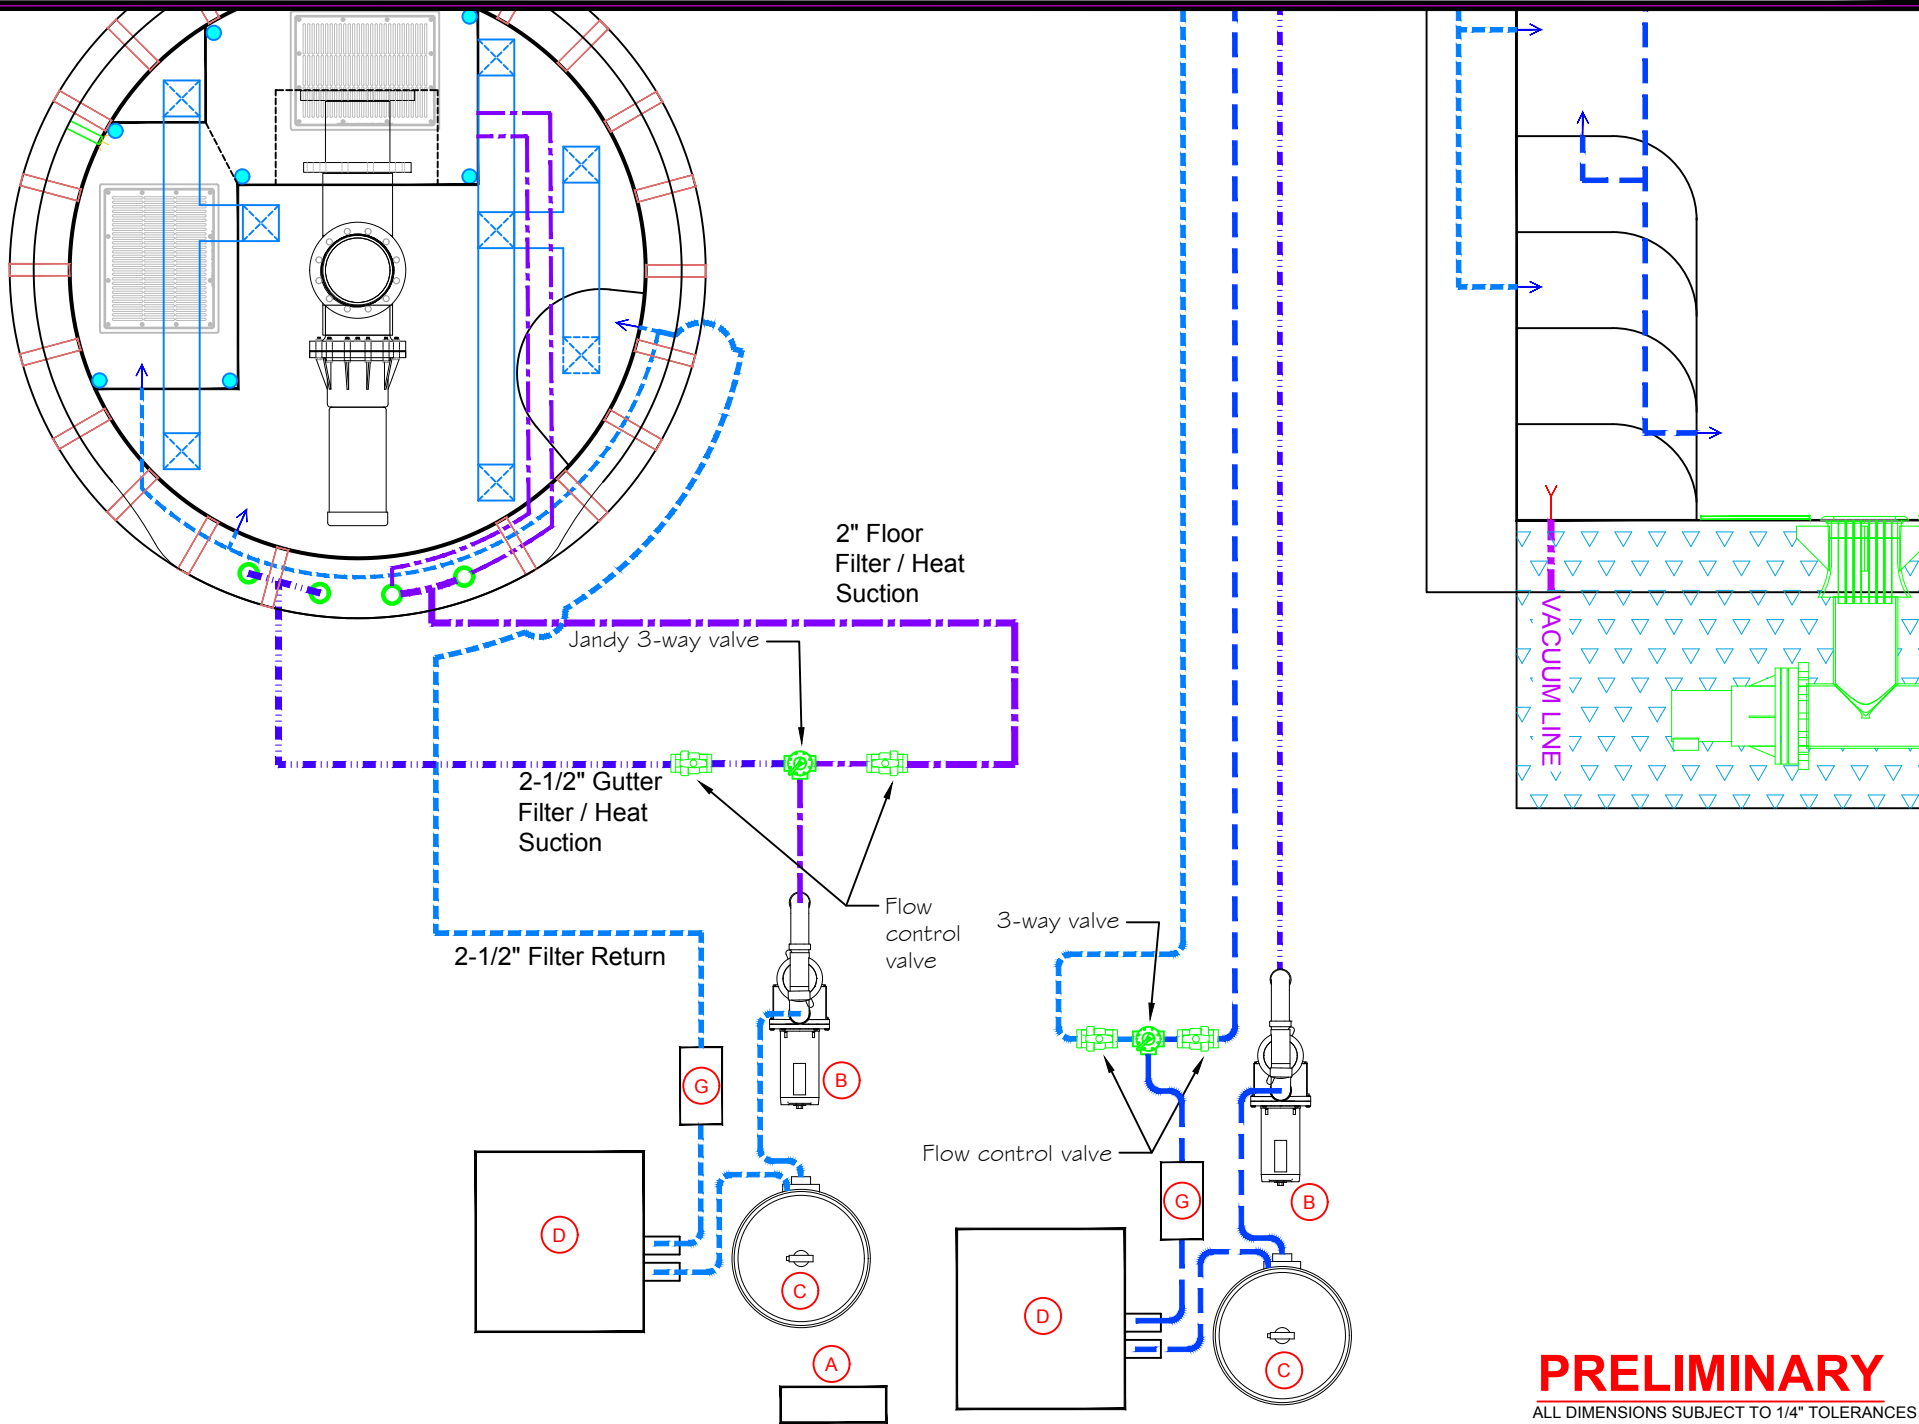 2" Floor
Filter / Heat
Suction
Jandy 3-way valve
2-1/2" Gutter
Filter / Heat
Suction
Flow
control
valve
2-1/2" Filter Return
3-way valve
Flow control valve
VACUUM LINE
G
B
D
C
A
G
B
D
C
PRELIMINARY
ALL DIMENSIONS SUBJECT TO 1/4" TOLERANCES